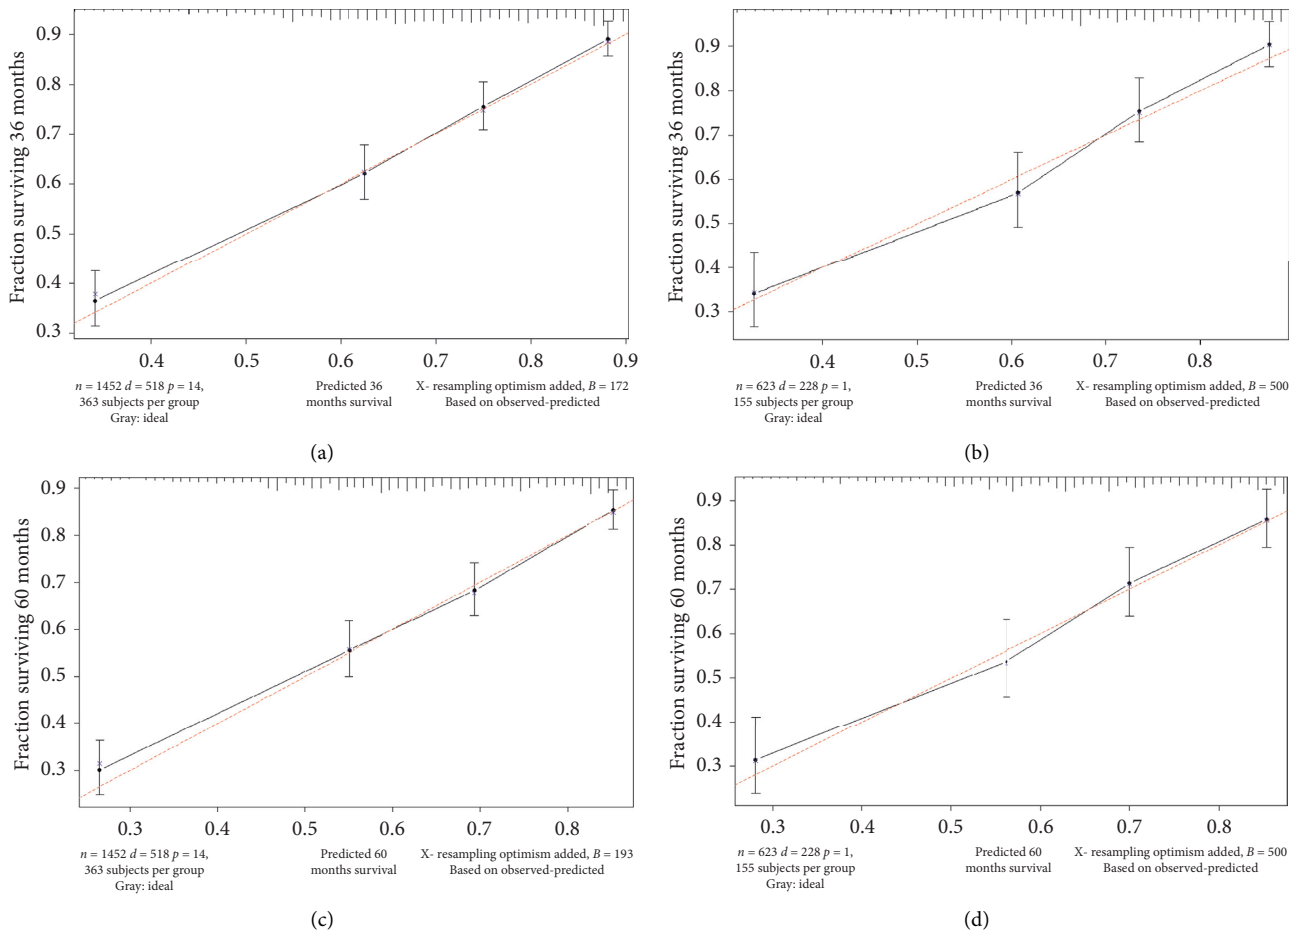 Fraction surviving 36 months
0.9
0.8
0.7
0.6
0.5
0.4
0.3
0.4 0.5 0.6 0.7 0.8 0.9
n = 1452 d = 518 p = 14,
363 subjects per group
Gray: ideal
Predicted 36
months survival
X- resampling optimism added, B = 172
Based on observed-predicted
(a)
Fraction surviving 36 months
0.9
0.8
0.7
0.6
0.5
0.4
0.3
0.4 0.5 0.6 0.7 0.8
n = 623 d = 228 p = 1,
155 subjects per group
Gray: ideal
Predicted 36
months survival
X- resampling optimism added, B = 500
Based on observed-predicted
(b)
Fraction surviving 60 months
0.9
0.8
0.7
0.6
0.5
0.4
0.3
0.3 0.4 0.5 0.6 0.7 0.8
n = 1452 d = 518 p = 14,
363 subjects per group
Gray: ideal
Predicted 60
months survival
X- resampling optimism added, B = 193
Based on observed-predicted
(c)
Fraction surviving 60 months
0.9
0.8
0.7
0.6
0.5
0.4
0.3
0.3 0.4 0.5 0.6 0.7 0.8
n = 623 d = 228 p = 1,
155 subjects per group
Gray: ideal
Predicted 60
months survival
X- resampling optimism added, B = 500
Based on observed-predicted
(d)